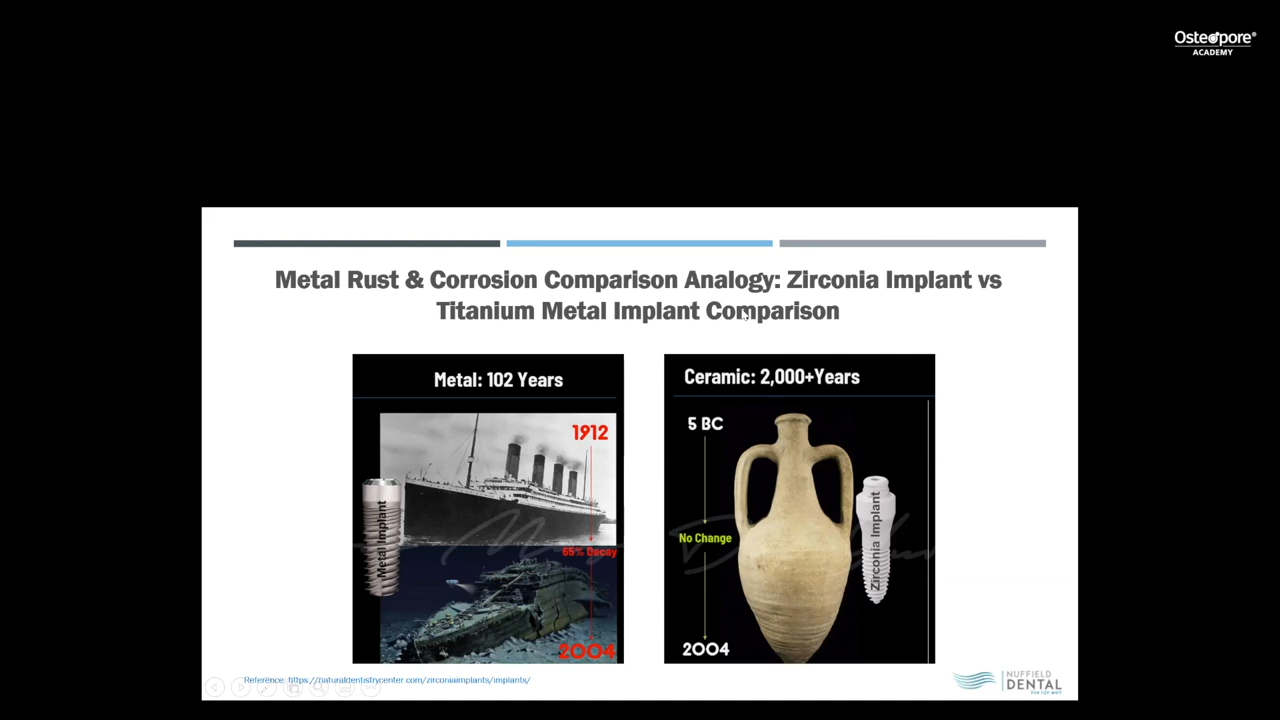 Osteopore®
ACADEMY
Metal Rust & Corrosion Comparison Analogy: Zirconia Implant vs
Titanium Metal Implant Comparison
Metal: 102 Years
1912
Metal Implant
55% Decay
2004
Ceramic: 2,000+Years
5 BC
No Change
Zirconia Implant
2004
Reference: https://naturaldentistrycenter.com/zirconiaimplants/implants/
NUFFIELD
DENTAL